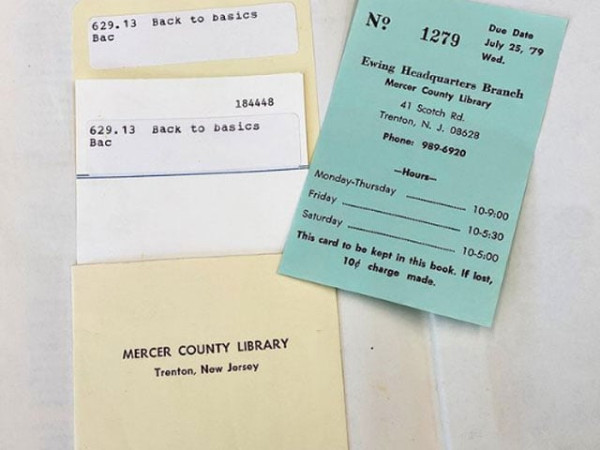 629.13 Back to basics
Bac
184448
629.13 Back to basics
Bac
MERCER COUNTY LIBRARY
Trenton, New Jersey
Nº 1279
Due Date
July 25, '79
Wed.
Ewing Headquarters Branch
Mercer County Library
41 Scotch Rd.
Trenton, N. J. 08628
Phone: 989-6920
—Hours—
Monday-Thursday 10-9:00
Friday 10-5:30
Saturday 10-5:00
This card to be kept in this book. If lost,
10¢ charge made.